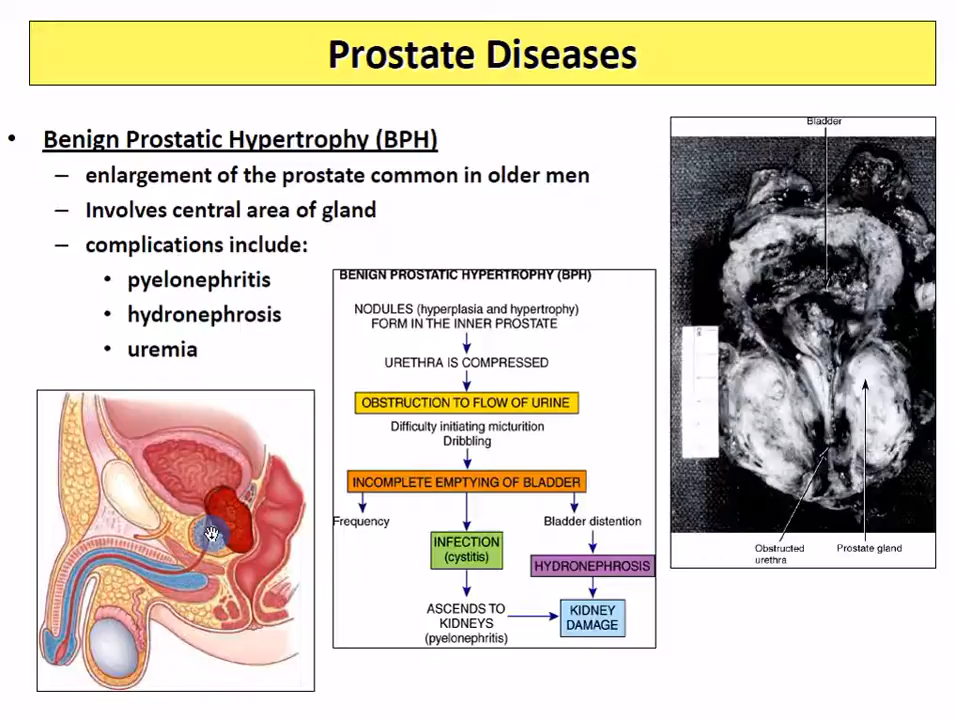 Prostate Diseases
• Benign Prostatic Hypertrophy (BPH)
– enlargement of the prostate common in older men
– Involves central area of gland
– complications include:
• pyelonephritis
• hydronephrosis
• uremia
BENIGN PROSTATIC HYPERTROPHY (BPH)
NODULES (hyperplasia and hypertrophy)
FORM IN THE INNER PROSTATE
URETHRA IS COMPRESSED
OBSTRUCTION TO FLOW OF URINE
Difficulty initiating micturition
Dribbling
INCOMPLETE EMPTYING OF BLADDER
Frequency
Bladder distention
INFECTION
(cystitis)
HYDRONEPHROSIS
ASCENDS TO
KIDNEYS
(pyelonephritis)
KIDNEY
DAMAGE
Bladder
Obstructed
urethra
Prostate gland